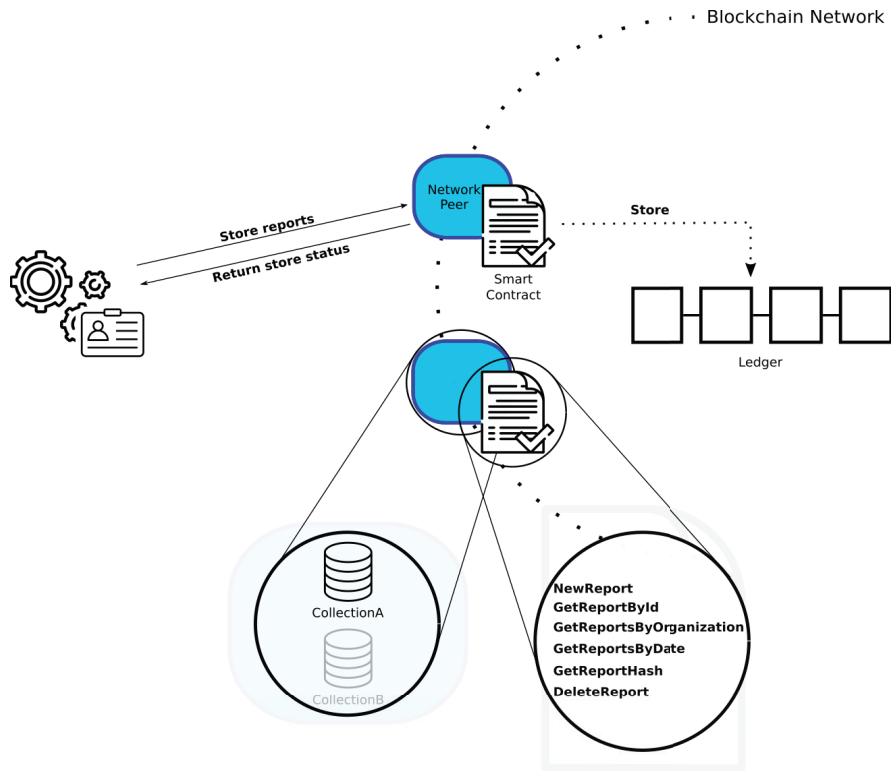 Blockchain Network
Network
Peer
Store reports
Return store status
Store
Smart
Contract
Ledger
CollectionA
CollectionB
NewReport
GetReportById
GetReportsByOrganization
GetReportsByDate
GetReportHash
DeleteReport